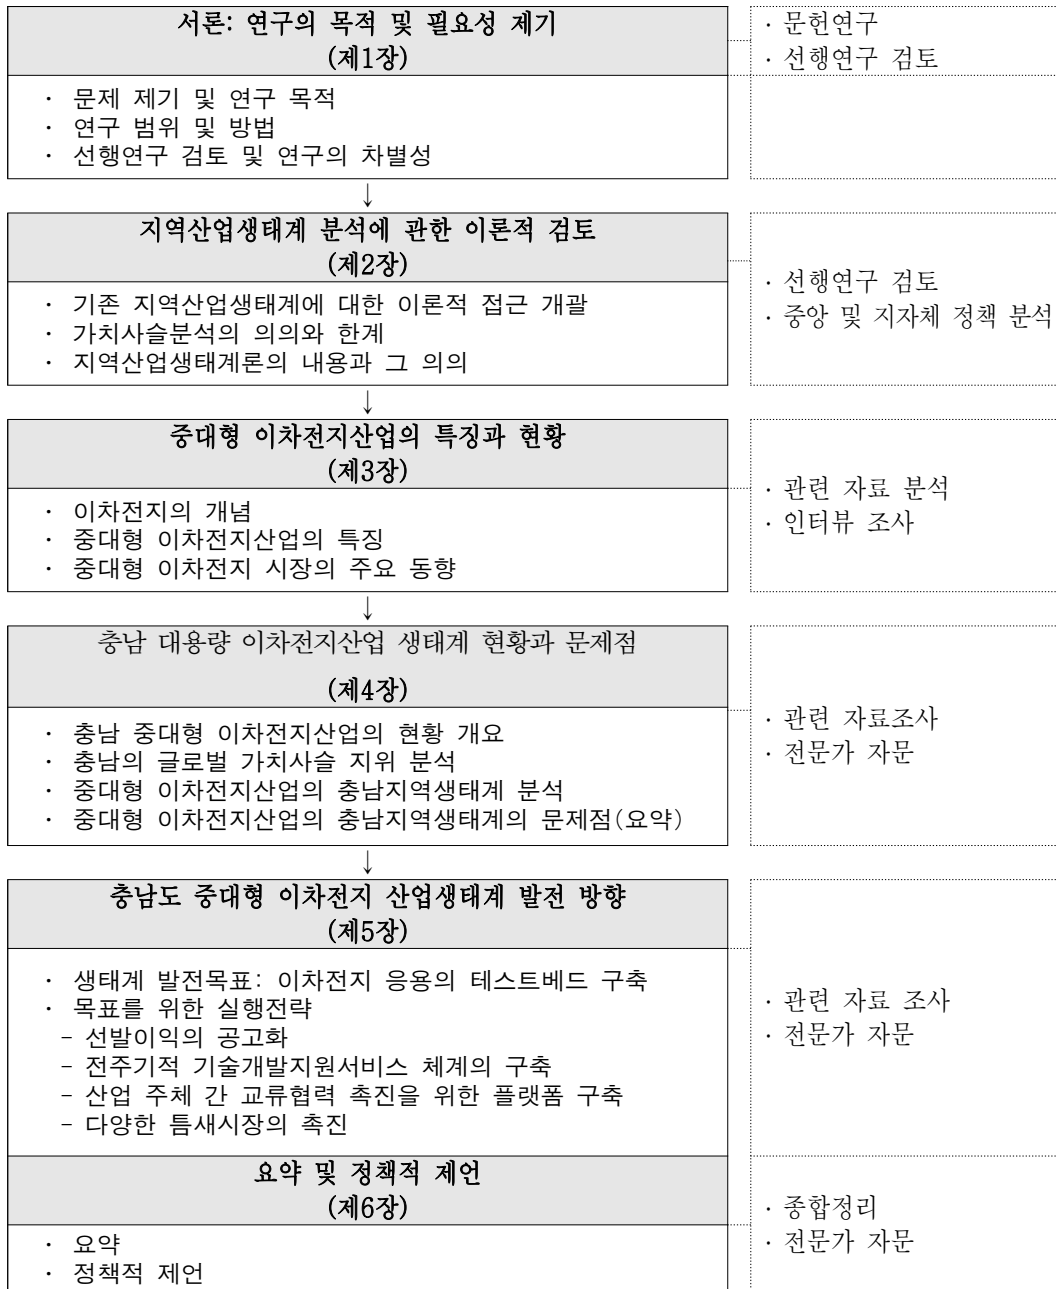 서론: 연구의 목적 및 필요성 제기
(제1장)
· 문헌연구
· 선행연구 검토
· 문제 제기 및 연구 목적
· 연구 범위 및 방법
· 선행연구 검토 및 연구의 차별성
↓
지역산업생태계 분석에 관한 이론적 검토
(제2장)
· 기존 지역산업생태계에 대한 이론적 접근 개괄
· 가치사슬분석의 의의와 한계
· 지역산업생태계론의 내용과 그 의의
· 선행연구 검토
· 중앙 및 지자체 정책 분석
↓
중대형 이차전지산업의 특징과 현황
(제3장)
· 이차전지의 개념
· 중대형 이차전지산업의 특징
· 중대형 이차전지 시장의 주요 동향
· 관련 자료 분석
· 인터뷰 조사
↓
충남 대용량 이차전지산업 생태계 현황과 문제점
(제4장)
· 충남 중대형 이차전지산업의 현황 개요
· 충남의 글로벌 가치사슬 지위 분석
· 중대형 이차전지산업의 충남지역생태계 분석
· 중대형 이차전지산업의 충남지역생태계의 문제점(요약)
· 관련 자료조사
· 전문가 자문
↓
충남도 중대형 이차전지 산업생태계 발전 방향
(제5장)
· 생태계 발전목표: 이차전지 응용의 테스트베드 구축
· 목표를 위한 실행전략
- 선발이익의 공고화
- 전주기적 기술개발지원서비스 체계의 구축
- 산업 주체 간 교류협력 촉진을 위한 플랫폼 구축
- 다양한 틈새시장의 촉진
· 관련 자료 조사
· 전문가 자문
요약 및 정책적 제언
(제6장)
· 요약
· 정책적 제언
· 종합정리
· 전문가 자문